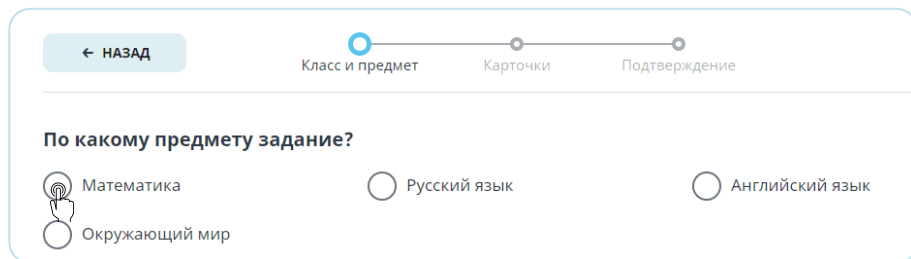 ← НАЗАД
Класс и предмет Карточки Подтверждение
По какому предмету задание?
Математика Русский язык Английский язык
Окружающий мир